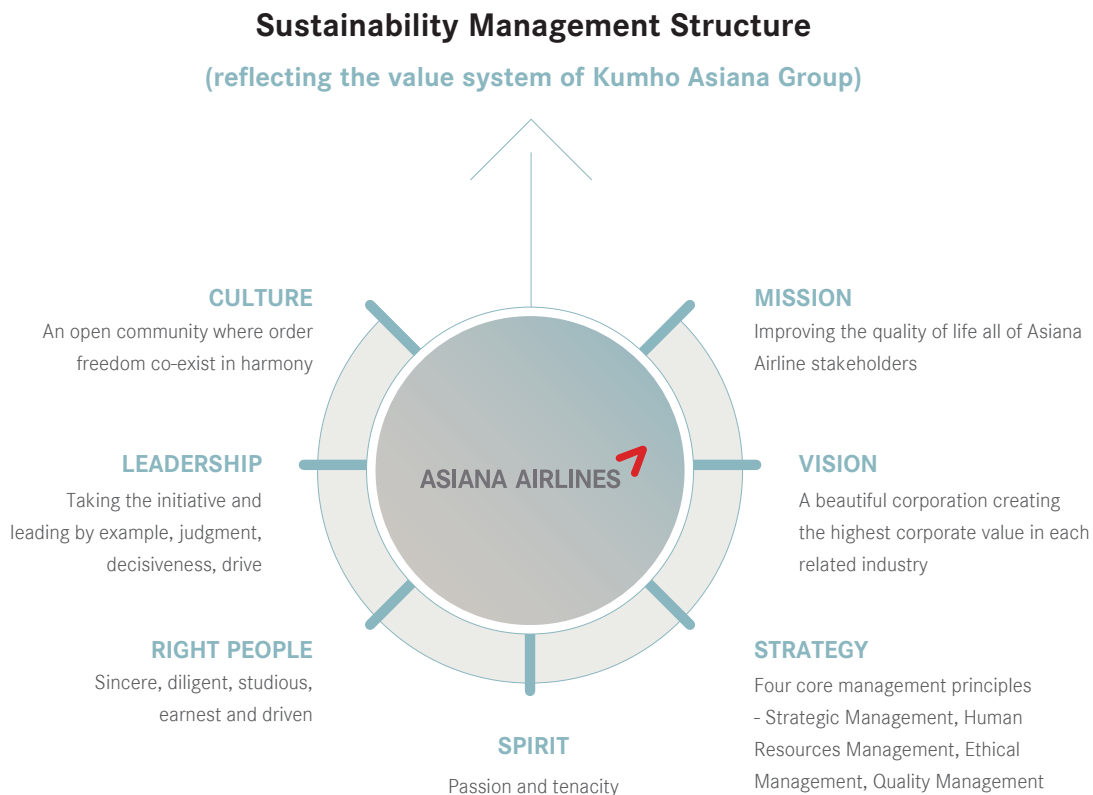 Sustainability Management Structure
(reflecting the value system of Kumho Asiana Group)
CULTURE
An open community where order
freedom co-exist in harmony
MISSION
Improving the quality of life all of Asiana
Airline stakeholders
LEADERSHIP
Taking the initiative and
leading by example, judgment,
decisiveness, drive
ASIANA AIRLINES
VISION
A beautiful corporation creating
the highest corporate value in each
related industry
RIGHT PEOPLE
Sincere, diligent, studious,
earnest and driven
SPIRIT
Passion and tenacity
STRATEGY
Four core management principles
- Strategic Management, Human
Resources Management, Ethical
Management, Quality Management